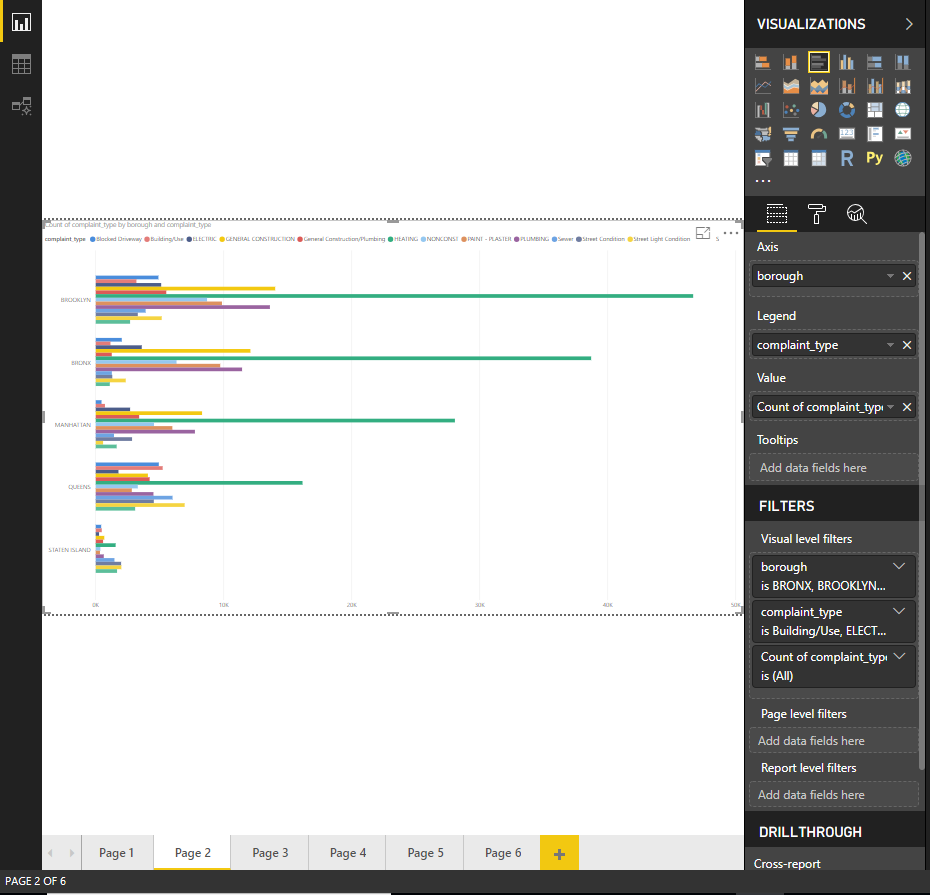 VISUALIZATIONS
123
R
Py
...
Count of complaint_type by borough and complaint_type
complaint_type Blocked Driveway Building/Use ELECTRIC GENERAL CONSTRUCTION General Construction/Plumbing HEATING NONCONST PAINT - PLASTER PLUMBING Sewer Street Condition Street Light Condition S
BROOKLYN
BRONX
MANHATTAN
QUEENS
STATEN ISLAND
0K 10K 20K 30K 40K 50K
Axis
borough
Legend
complaint_type
Value
Count of complaint_type
Tooltips
Add data fields here
FILTERS
Visual level filters
borough
is BRONX, BROOKLYN...
complaint_type
is Building/Use, ELECT...
Count of complaint_type
is (All)
Page level filters
Add data fields here
Report level filters
Add data fields here
DRILLTHROUGH
Cross-report
Page 1 Page 2 Page 3 Page 4 Page 5 Page 6 +
PAGE 2 OF 6